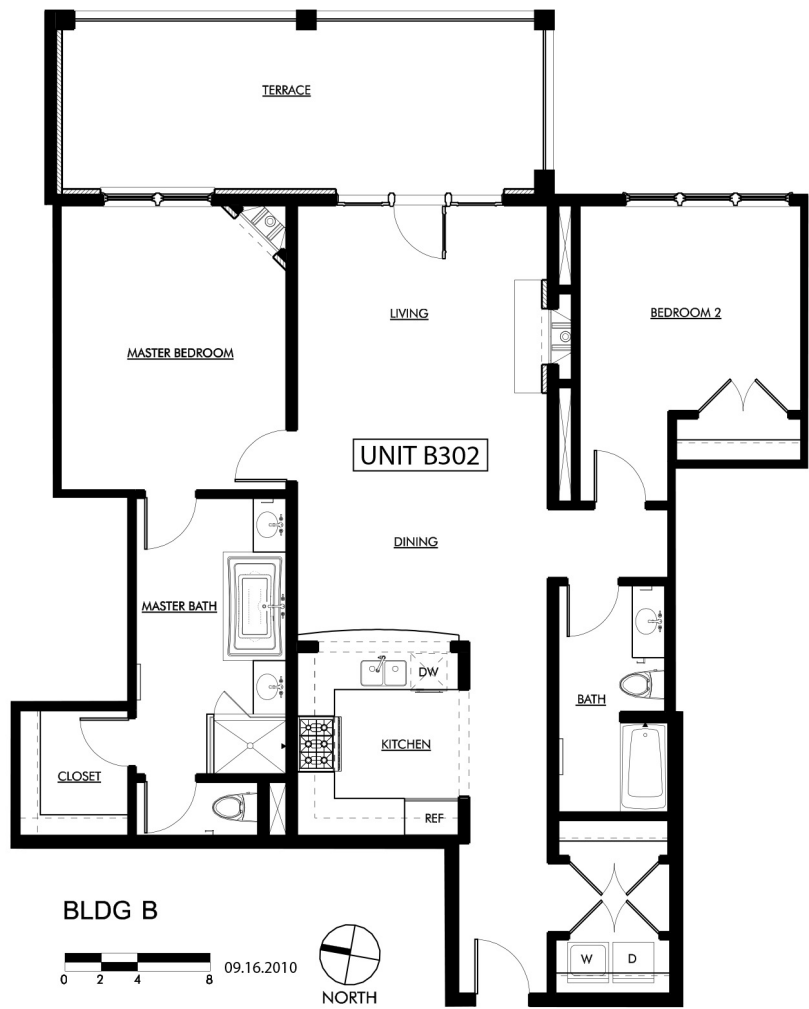 TERRACE
LIVING
BEDROOM 2
MASTER BEDROOM
UNIT B302
DINING
MASTER BATH
DW
BATH
KITCHEN
CLOSET
REF
BLDG B
W D
0 2 4 8
09.16.2010
NORTH